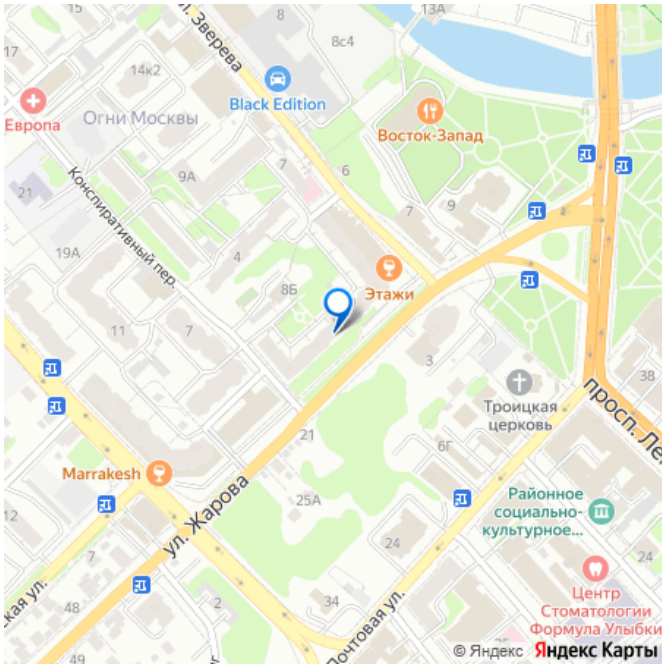 13А
8
8с4
ул. Зверева
14к2
Black Edition
Европа
Огни Москвы
Восток-Запад
6
7
9А
21
7
9
Конспиративный пер.
19А
4
8Б
Этажи
11
7
3
38
Троицкая
церковь
просп. Ле
21
6Г
Marrakesh
12
25А
ул. Жарова
Районное
социально-
культурное...
7
24
24
Центр
Стоматологии
Формула Улыбки
ская ул.
49
2
34
48
Почтовая ул.
© Яндекс Яндекс Карты